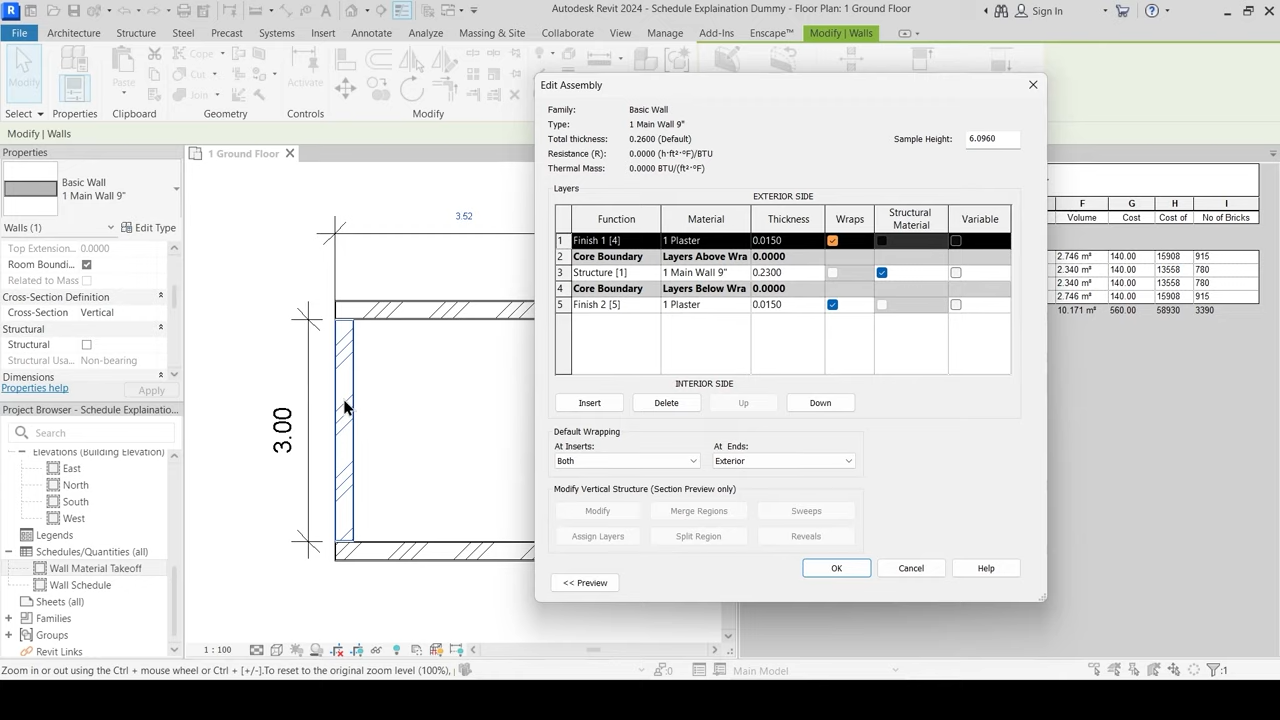 R Autodesk Revit 2024 - Schedule Explaination Dummy - Floor Plan: 1 Ground Floor Sign In
File Architecture Structure Steel Precast Systems Insert Annotate Analyze Massing & Site Collaborate View Manage Add-Ins Enscape™ Modify | Walls
Modify Paste Cope Cut Join Activate
Select Properties Clipboard Geometry Controls Modify
Modify | Walls
Properties
Basic Wall
1 Main Wall 9"
Walls (1) Edit Type
Top Extension... 0.0000
Room Boundi...
Related to Mass
Cross-Section Definition
Cross-Section Vertical
Structural
Structural
Structural Usa... Non-bearing
Dimensions
Properties help Apply
Project Browser - Schedule Explainatio...
Search
Elevations (Building Elevation)
East
North
South
West
Legends
Schedules/Quantities (all)
Wall Material Takeoff
Wall Schedule
Sheets (all)
Families
Groups
Revit Links
1 Ground Floor
3.52
3.00
1 : 100
Edit Assembly
Family: Basic Wall
Type: 1 Main Wall 9"
Total thickness: 0.2600 (Default) Sample Height: 6.0960
Resistance (R): 0.0000 (h·ft²·°F)/BTU
Thermal Mass: 0.0000 BTU/(ft²·°F)
Layers
EXTERIOR SIDE
Function Material Thickness Wraps Structural Material Variable
1 Finish 1 [4] 1 Plaster 0.0150
2 Core Boundary Layers Above Wra 0.0000
3 Structure [1] 1 Main Wall 9" 0.2300
4 Core Boundary Layers Below Wra 0.0000
5 Finish 2 [5] 1 Plaster 0.0150
INTERIOR SIDE
Insert Delete Up Down
Default Wrapping
At Inserts: At Ends:
Both Exterior
Modify Vertical Structure (Section Preview only)
Modify Merge Regions Sweeps
Assign Layers Split Region Reveals
OK Cancel Help
<< Preview
F G H I
Volume Cost Cost of No of Bricks
2.746 m³ 140.00 15908 915
2.340 m³ 140.00 13558 780
2.340 m³ 140.00 13558 780
2.746 m³ 140.00 15908 915
10.171 m³ 560.00 58930 3390
Zoom in or out using the Ctrl + mouse wheel or Ctrl + [+/-].To reset to the original zoom level (100%), :0 Main Model :1